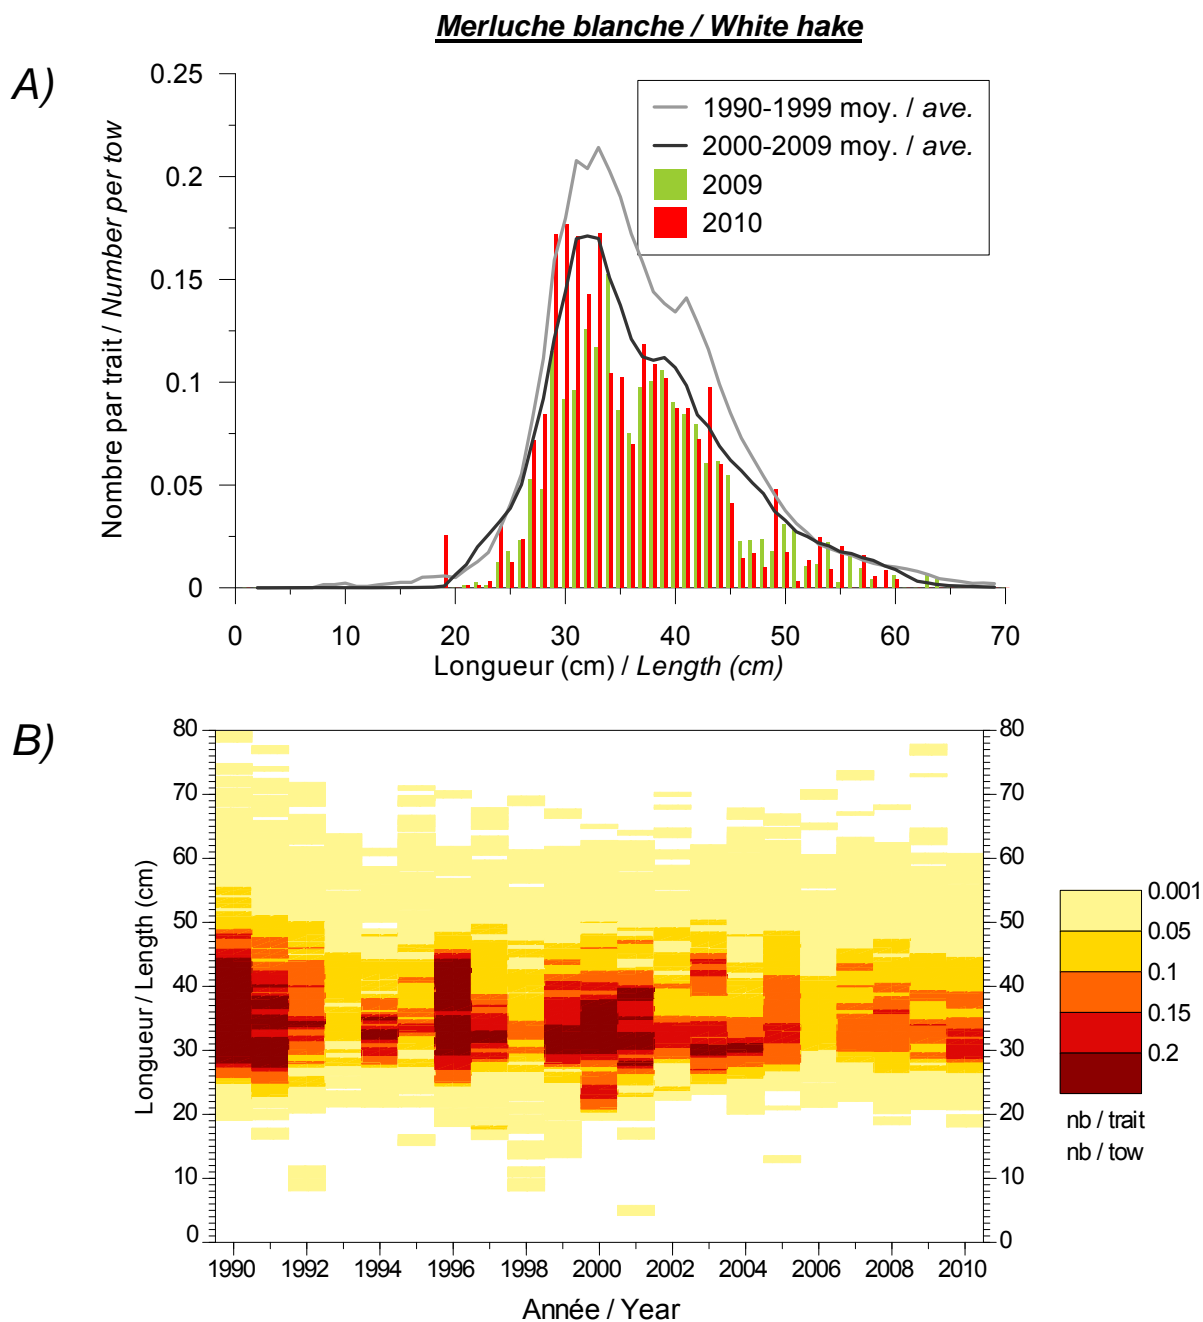 Merluche blanche / White hake
A)
0.25
0.2
0.15
0.1
0.05
0
Nombre par trait / Number per tow
1990-1999 moy. / ave.
2000-2009 moy. / ave.
2009
2010
0 10 20 30 40 50 60 70
Longueur (cm) / Length (cm)
B)
80
70
60
50
40
30
20
10
0
Longueur / Length (cm)
80
70
60
50
40
30
20
10
0
1990 1992 1994 1996 1998 2000 2002 2004 2006 2008 2010
Année / Year
0.001
0.05
0.1
0.15
0.2
nb / trait
nb / tow